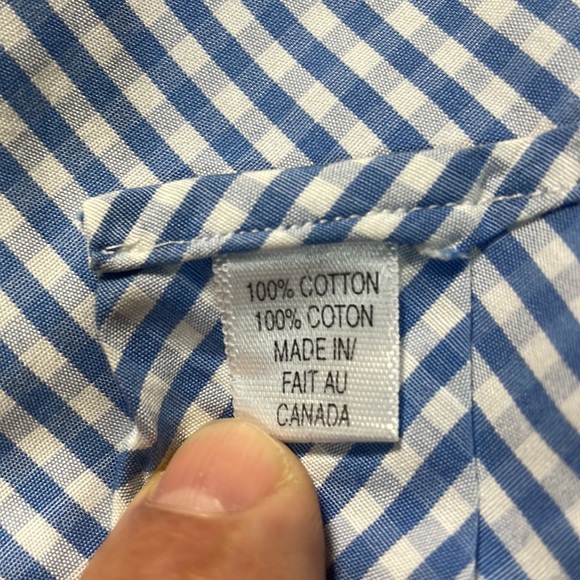 100% COTTON
100% COTON
MADE IN/
FAIT AU
CANADA